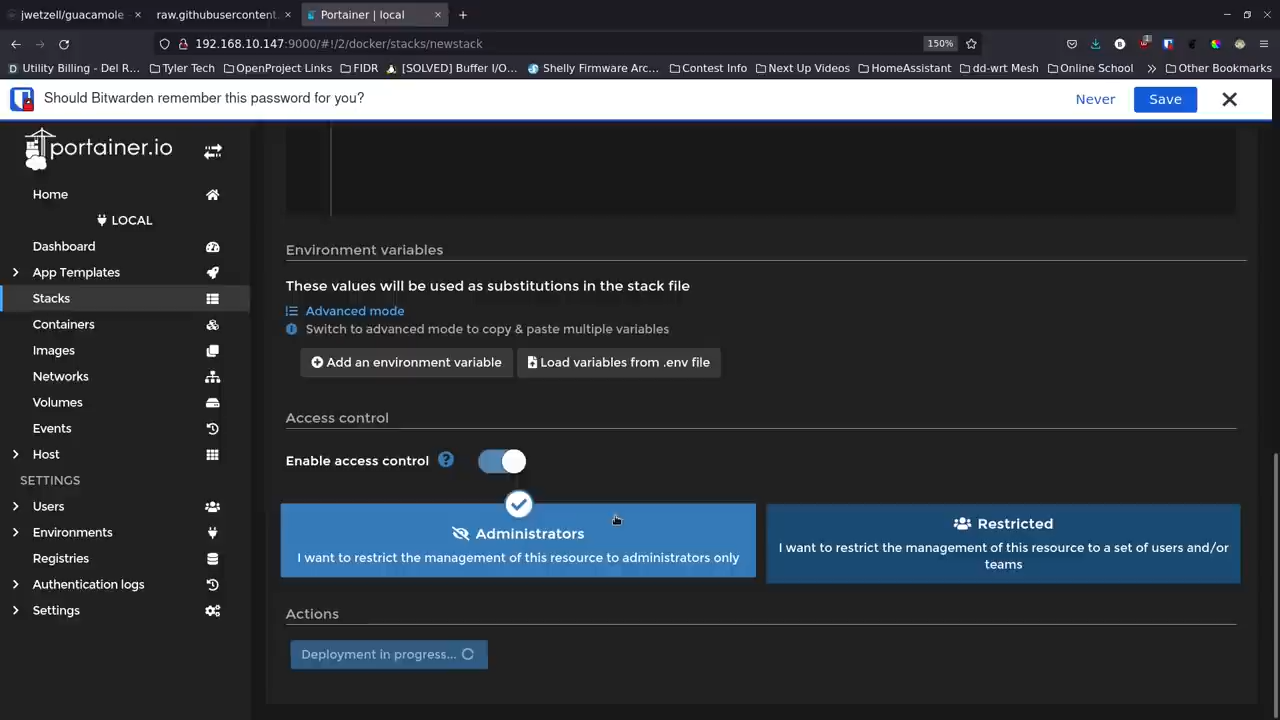 jwetzell/guacamole
raw.githubusercontent.
Portainer | local
192.168.10.147:9000/#!/2/docker/stacks/newstack
150%
Utility Billing - Del R...
Tyler Tech
OpenProject Links
FIDR
[SOLVED] Buffer I/O...
Shelly Firmware Arc...
Contest Info
Next Up Videos
HomeAssistant
dd-wrt Mesh
Online School
Other Bookmarks
Should Bitwarden remember this password for you?
Never
Save
portainer.io
Home
LOCAL
Dashboard
App Templates
Stacks
Containers
Images
Networks
Volumes
Events
Host
SETTINGS
Users
Environments
Registries
Authentication logs
Settings
Environment variables
These values will be used as substitutions in the stack file
Advanced mode
Switch to advanced mode to copy & paste multiple variables
Add an environment variable
Load variables from .env file
Access control
Enable access control
Administrators
I want to restrict the management of this resource to administrators only
Restricted
I want to restrict the management of this resource to a set of users and/or
teams
Actions
Deployment in progress...